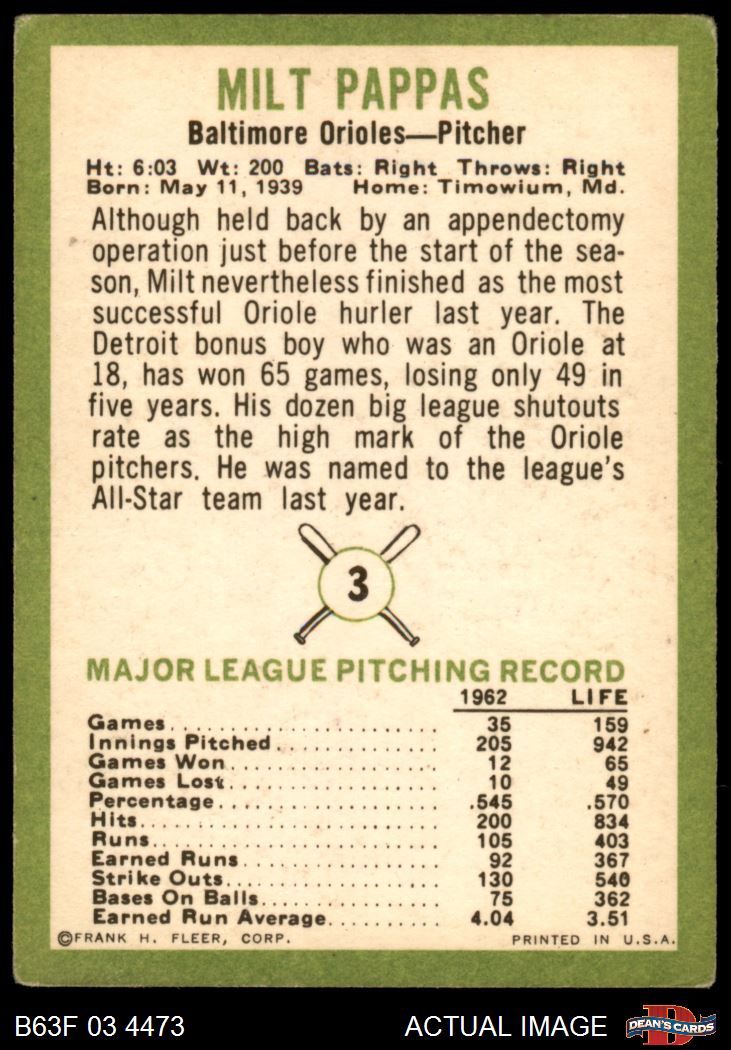 MILT PAPPAS
Baltimore Orioles—Pitcher
Ht: 6:03 Wt: 200 Bats: Right Throws: Right
Born: May 11, 1939 Home: Timowium, Md.
Although held back by an appendectomy
operation just before the start of the sea-
son, Milt nevertheless finished as the most
successful Oriole hurler last year. The
Detroit bonus boy who was an Oriole at
18, has won 65 games, losing only 49 in
five years. His dozen big league shutouts
rate as the high mark of the Oriole
pitchers. He was named to the league's
All-Star team last year.
3
MAJOR LEAGUE PITCHING RECORD
1962 LIFE
Games 35 159
Innings Pitched 205 942
Games Won 12 65
Games Lost 10 49
Percentage .545 .570
Hits 200 834
Runs 105 403
Earned Runs 92 367
Strike Outs 130 540
Bases On Balls 75 362
Earned Run Average 4.04 3.51
©FRANK H. FLEER, CORP. PRINTED IN U.S.A.
B63F 03 4473 ACTUAL IMAGE D DEAN'S CARDS